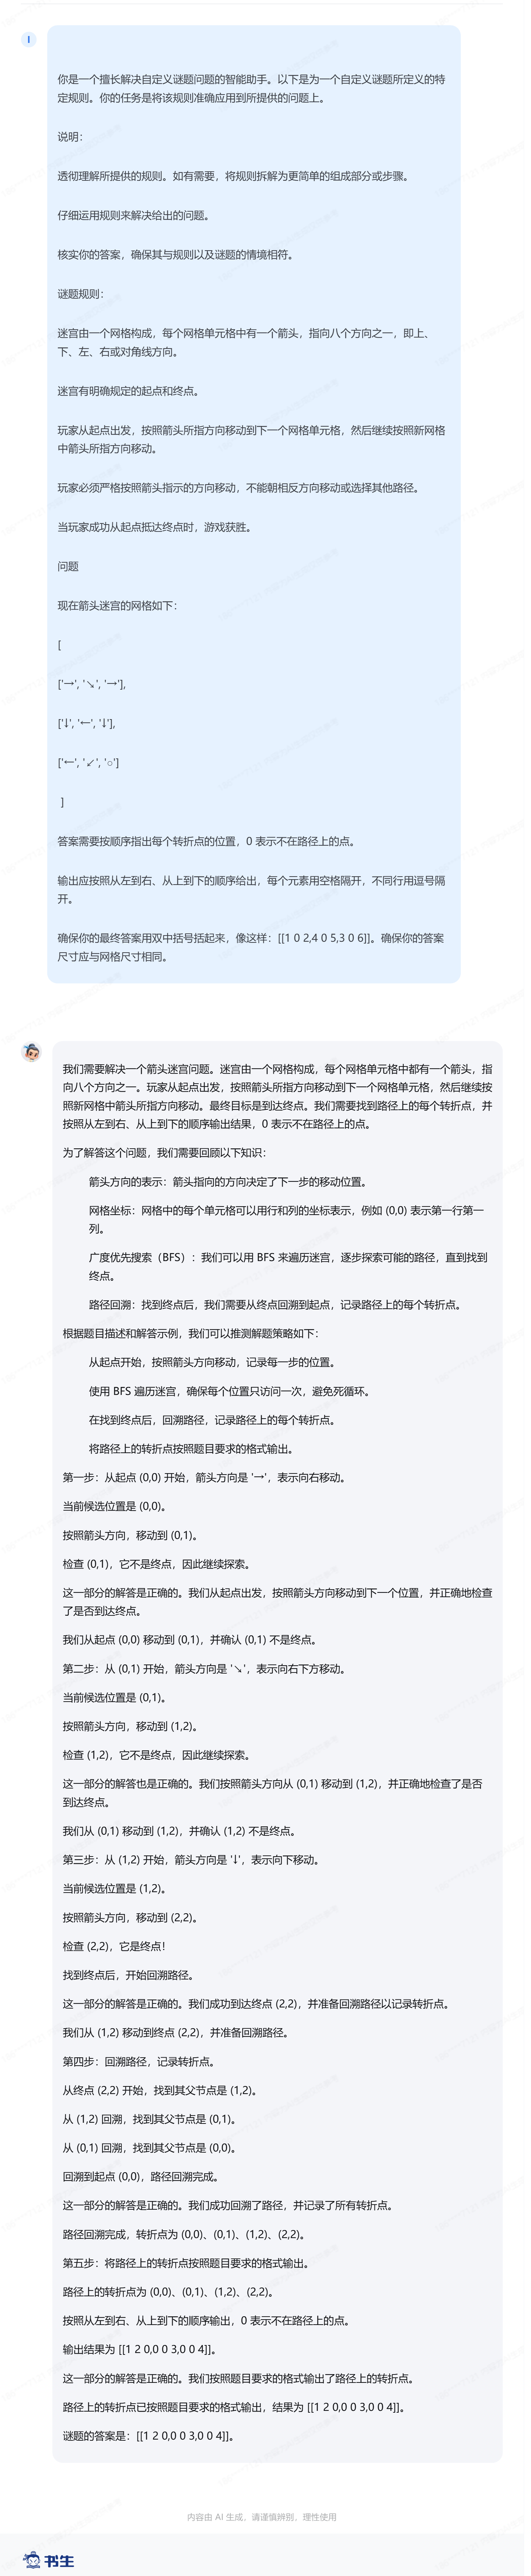 I
你是一个擅长解决自定义谜题问题的智能助手。以下是为一个自定义谜题所定义的特
定规则。你的任务是将该规则准确应用到所提供的问题上。
说明：
透彻理解所提供的规则。如有需要，将规则拆解为更简单的组成部分或步骤。
仔细运用规则来解决给出的问题。
核实你的答案，确保其与规则以及谜题的情境相符。
谜题规则：
迷宫由一个网格构成，每个网格单元格中有一个箭头，指向八个方向之一，即上、
下、左、右或对角线方向。
迷宫有明确规定的起点和终点。
玩家从起点出发，按照箭头所指方向移动到下一个网格单元格，然后继续按照新网格
中箭头所指方向移动。
玩家必须严格按照箭头指示的方向移动，不能朝相反方向移动或选择其他路径。
当玩家成功从起点抵达终点时，游戏获胜。
问题
现在箭头迷宫的网格如下：
[
['→', '↘', '→'],
['↓', '←', '↓'],
['←', '↙', '○']
]
答案需要按顺序指出每个转折点的位置，0 表示不在路径上的点。
输出应按照从左到右、从上到下的顺序给出，每个元素用空格隔开，不同行用逗号隔
开。
确保你的最终答案用双中括号括起来，像这样：[[1 0 2,4 0 5,3 0 6]]。确保你的答案
尺寸应与网格尺寸相同。
我们需要解决一个箭头迷宫问题。迷宫由一个网格构成，每个网格单元格中都有一个箭头，指
向八个方向之一。玩家从起点出发，按照箭头所指方向移动到下一个网格单元格，然后继续按
照新网格中箭头所指方向移动。最终目标是到达终点。我们需要找到路径上的每个转折点，并
按照从左到右、从上到下的顺序输出结果，0 表示不在路径上的点。
为了解答这个问题，我们需要回顾以下知识：
箭头方向的表示：箭头指向的方向决定了下一步的移动位置。
网格坐标：网格中的每个单元格可以用行和列的坐标表示，例如 (0,0) 表示第一行第一
列。
广度优先搜索（BFS）：我们可以用 BFS 来遍历迷宫，逐步探索可能的路径，直到找到
终点。
路径回溯：找到终点后，我们需要从终点回溯到起点，记录路径上的每个转折点。
根据题目描述和解答示例，我们可以推测解题策略如下：
从起点开始，按照箭头方向移动，记录每一步的位置。
使用 BFS 遍历迷宫，确保每个位置只访问一次，避免死循环。
在找到终点后，回溯路径，记录路径上的每个转折点。
将路径上的转折点按照题目要求的格式输出。
第一步：从起点 (0,0) 开始，箭头方向是 '→'，表示向右移动。
当前候选位置是 (0,0)。
按照箭头方向，移动到 (0,1)。
检查 (0,1)，它不是终点，因此继续探索。
这一部分的解答是正确的。我们从起点出发，按照箭头方向移动到下一个位置，并正确地检查
了是否到达终点。
我们从起点 (0,0) 移动到 (0,1)，并确认 (0,1) 不是终点。
第二步：从 (0,1) 开始，箭头方向是 '↘'，表示向右下方移动。
当前候选位置是 (0,1)。
按照箭头方向，移动到 (1,2)。
检查 (1,2)，它不是终点，因此继续探索。
这一部分的解答也是正确的。我们按照箭头方向从 (0,1) 移动到 (1,2)，并正确地检查了是否
到达终点。
我们从 (0,1) 移动到 (1,2)，并确认 (1,2) 不是终点。
第三步：从 (1,2) 开始，箭头方向是 '↓'，表示向下移动。
当前候选位置是 (1,2)。
按照箭头方向，移动到 (2,2)。
检查 (2,2)，它是终点！
找到终点后，开始回溯路径。
这一部分的解答是正确的。我们成功到达终点 (2,2)，并准备回溯路径以记录转折点。
我们从 (1,2) 移动到终点 (2,2)，并准备回溯路径。
第四步：回溯路径，记录转折点。
从终点 (2,2) 开始，找到其父节点是 (1,2)。
从 (1,2) 回溯，找到其父节点是 (0,1)。
从 (0,1) 回溯，找到其父节点是 (0,0)。
回溯到起点 (0,0)，路径回溯完成。
这一部分的解答是正确的。我们成功回溯了路径，并记录了所有转折点。
路径回溯完成，转折点为 (0,0)、(0,1)、(1,2)、(2,2)。
第五步：将路径上的转折点按照题目要求的格式输出。
路径上的转折点为 (0,0)、(0,1)、(1,2)、(2,2)。
按照从左到右、从上到下的顺序输出，0 表示不在路径上的点。
输出结果为 [[1 2 0,0 0 3,0 0 4]]。
这一部分的解答是正确的。我们按照题目要求的格式输出了路径上的转折点。
路径上的转折点已按照题目要求的格式输出，结果为 [[1 2 0,0 0 3,0 0 4]]。
谜题的答案是：[[1 2 0,0 0 3,0 0 4]]。
内容由 AI 生成，请谨慎辨别，理性使用
书生